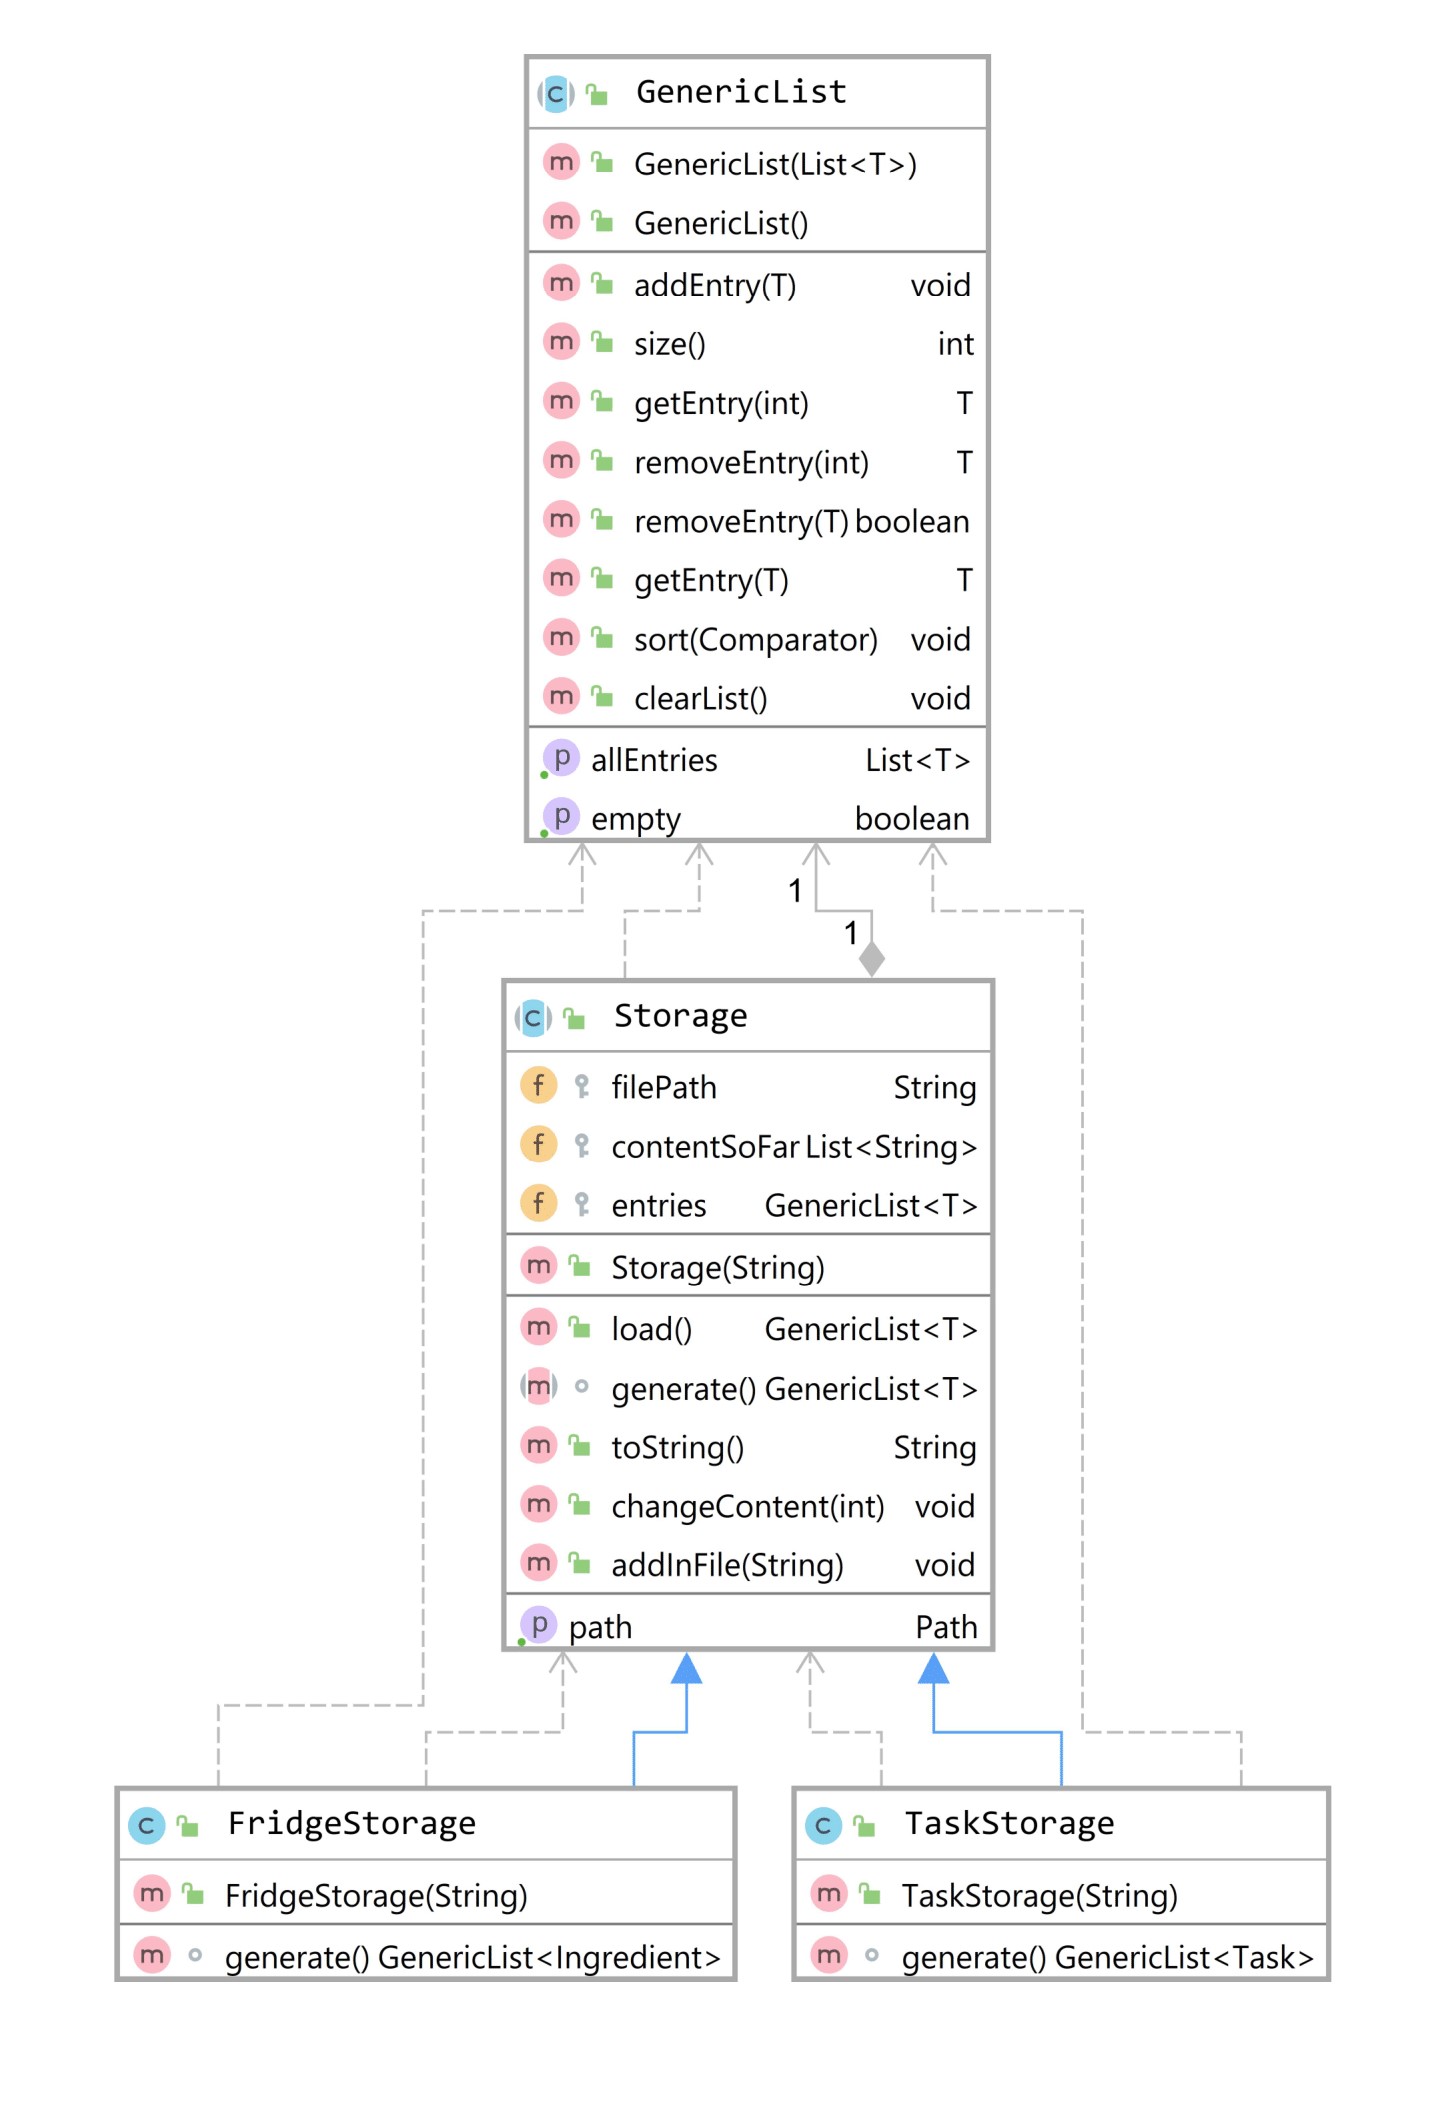 c GenericList
m GenericList(List<T>)
m GenericList()
m addEntry(T) void
m size() int
m getEntry(int) T
m removeEntry(int) T
m removeEntry(T) boolean
m getEntry(T) T
m sort(Comparator) void
m clearList() void
p allEntries List<T>
p empty boolean
1
1
c Storage
f filePath String
f contentSoFar List<String>
f entries GenericList<T>
m Storage(String)
m load() GenericList<T>
m generate() GenericList<T>
m toString() String
m changeContent(int) void
m addInFile(String) void
p path Path
c FridgeStorage
m FridgeStorage(String)
m generate() GenericList<Ingredient>
c TaskStorage
m TaskStorage(String)
m generate() GenericList<Task>